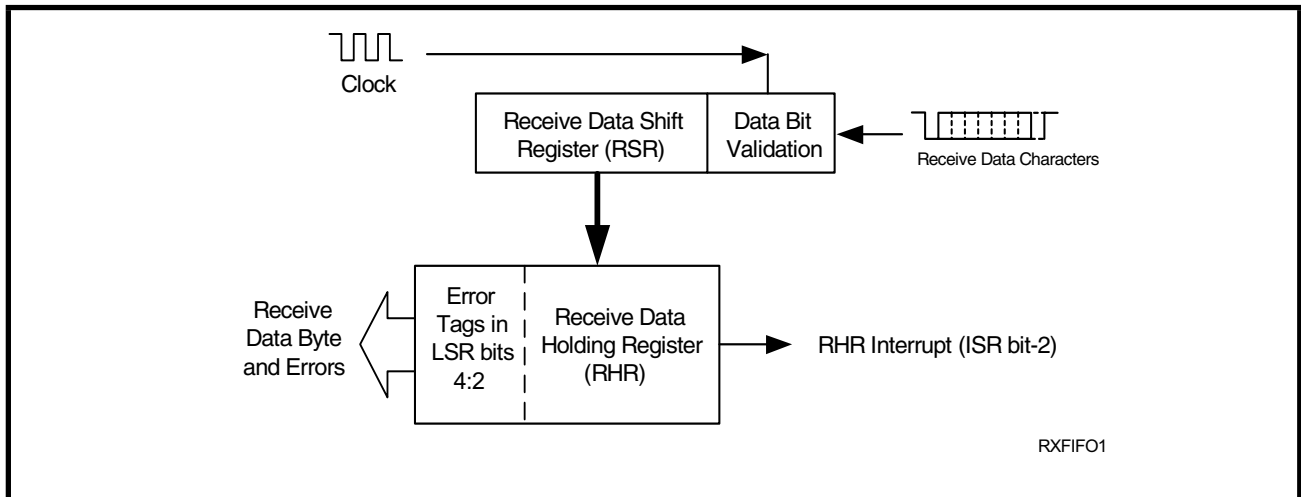 Clock
Receive Data Shift
Register (RSR)
Data Bit
Validation
Receive Data Characters
Receive
Data Byte
and Errors
Error
Tags in
LSR bits
4:2
Receive Data
Holding Register
(RHR)
RHR Interrupt (ISR bit-2)
RXFIFO1